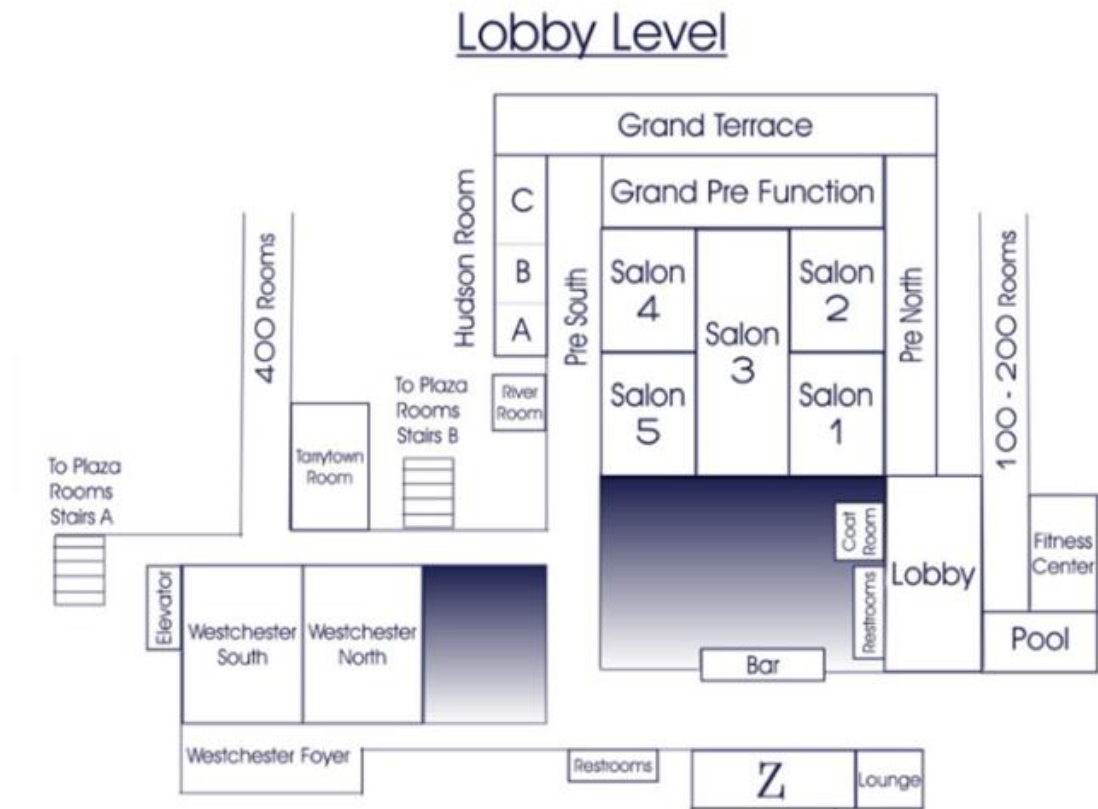 Lobby Level
Grand Terrace
Hudson Room
C
B
A
Pre South
Grand Pre Function
Salon
4
Salon
3
Salon
2
Salon
5
Salon
1
Pre North
400 Rooms
100 - 200 Rooms
River
Room
To Plaza
Rooms
Stairs B
Tarrytown
Room
To Plaza
Rooms
Stairs A
Coat
Room
Restrooms
Lobby
Fitness
Center
Pool
Bar
Elevator
Westchester
South
Westchester
North
Westchester Foyer
Restrooms
Z
Lounge